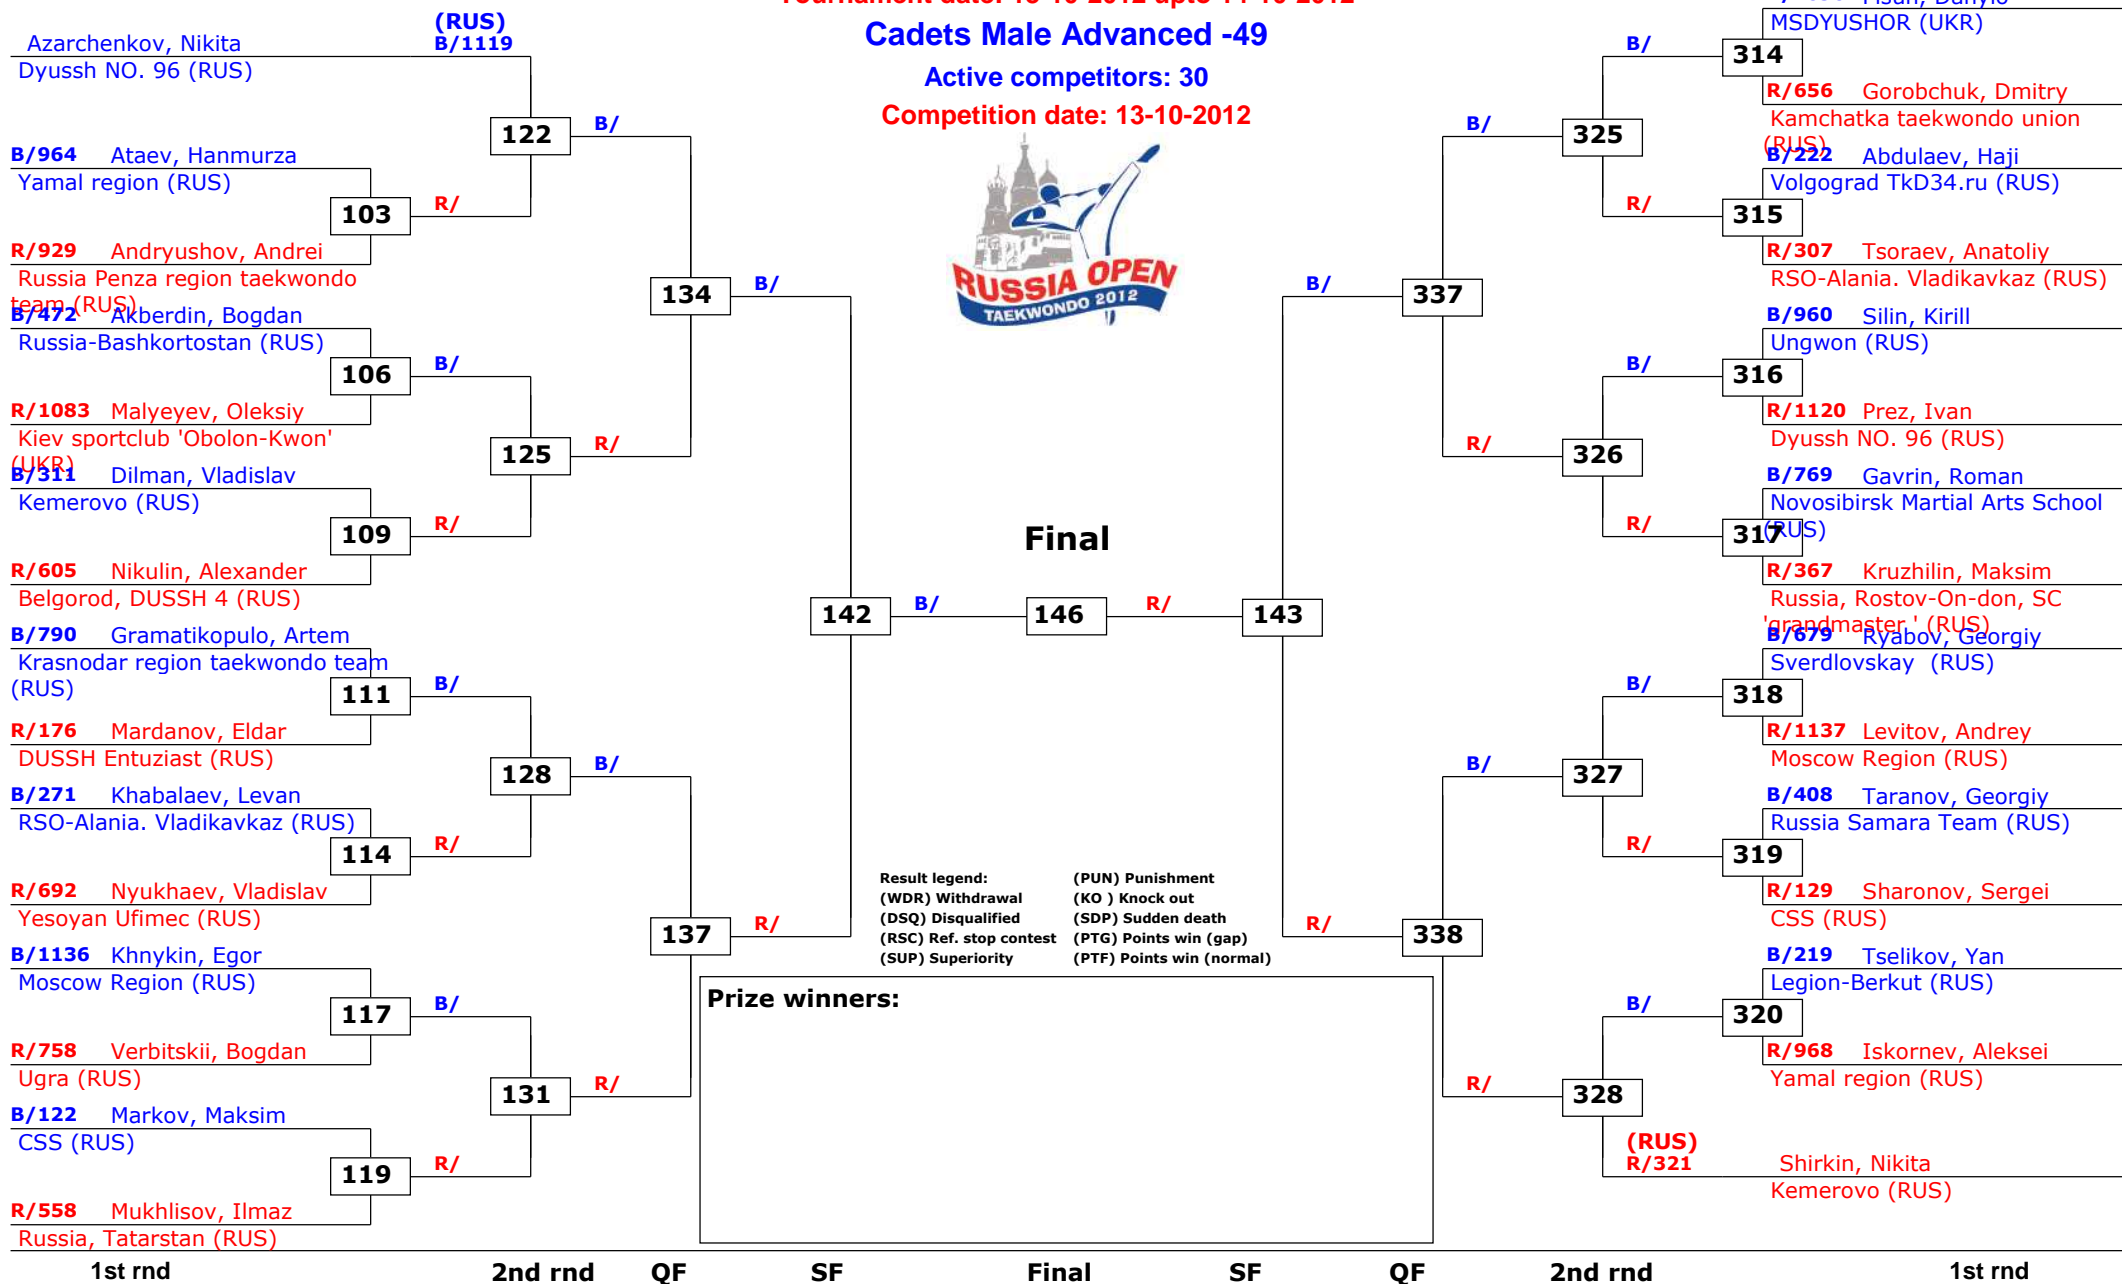 Cadets Male Advanced -49
Active competitors: 30
Competition date: 13-10-2012
RUSSIA OPEN
TAEKWONDO 2012
(RUS)
Azarchenkov, Nikita B/1119
Dyussh NO. 96 (RUS)
122 B/
B/964 Ataev, Hanmurza
Yamal region (RUS)
103 R/
R/929 Andryushov, Andrei
Russia Penza region taekwondo
team (RUS)
134 B/
B/472 Akberdin, Bogdan
Russia-Bashkortostan (RUS)
106 B/
R/1083 Malyeyev, Oleksiy
Kiev sportclub 'Obolon-Kwon'
(UKR)
125 R/
B/311 Dilman, Vladislav
Kemerovo (RUS)
109 R/
R/605 Nikulin, Alexander
Belgorod, DUSSH 4 (RUS)
142 B/
B/790 Gramatikopulo, Artem
Krasnodar region taekwondo team
(RUS)
111 B/
R/176 Mardanov, Eldar
DUSSH Entuziast (RUS)
128 B/
B/271 Khabalaev, Levan
RSO-Alania. Vladikavkaz (RUS)
114 R/
R/692 Nyukhaev, Vladislav
Yesoyan Ufimec (RUS)
137 R/
B/1136 Khnykin, Egor
Moscow Region (RUS)
117 B/
R/758 Verbitskii, Bogdan
Ugra (RUS)
131 R/
B/122 Markov, Maksim
CSS (RUS)
119 R/
R/558 Mukhlisov, Ilmaz
Russia, Tatarstan (RUS)
Final
146
R/ 143
Result legend: (PUN) Punishment
(WDR) Withdrawal (KO ) Knock out
(DSQ) Disqualified (SDP) Sudden death
(RSC) Ref. stop contest (PTG) Points win (gap)
(SUP) Superiority (PTF) Points win (normal)
Prize winners:
MSDYUSHOR (UKR)
B/ 314
R/656 Gorobchuk, Dmitry
Kamchatka taekwondo union
(RUS)
B/ 325
B/222 Abdulaev, Haji
Volgograd TkD34.ru (RUS)
R/ 315
R/307 Tsoraev, Anatoliy
RSO-Alania. Vladikavkaz (RUS)
B/ 337
B/960 Silin, Kirill
Ungwon (RUS)
B/ 316
R/1120 Prez, Ivan
Dyussh NO. 96 (RUS)
R/ 326
B/769 Gavrin, Roman
Novosibirsk Martial Arts School
(RUS)
R/ 317
R/367 Kruzhilin, Maksim
Russia, Rostov-On-don, SC
'grandmaster ' (RUS)
B/679 Ryabov, Georgiy
Sverdlovskay (RUS)
B/ 318
R/1137 Levitov, Andrey
Moscow Region (RUS)
B/ 327
B/408 Taranov, Georgiy
Russia Samara Team (RUS)
R/ 319
R/129 Sharonov, Sergei
CSS (RUS)
R/ 338
B/219 Tselikov, Yan
Legion-Berkut (RUS)
B/ 320
R/968 Iskornev, Aleksei
Yamal region (RUS)
R/ 328
(RUS)
R/321 Shirkin, Nikita
Kemerovo (RUS)
1st rnd 2nd rnd QF SF Final SF QF 2nd rnd 1st rnd